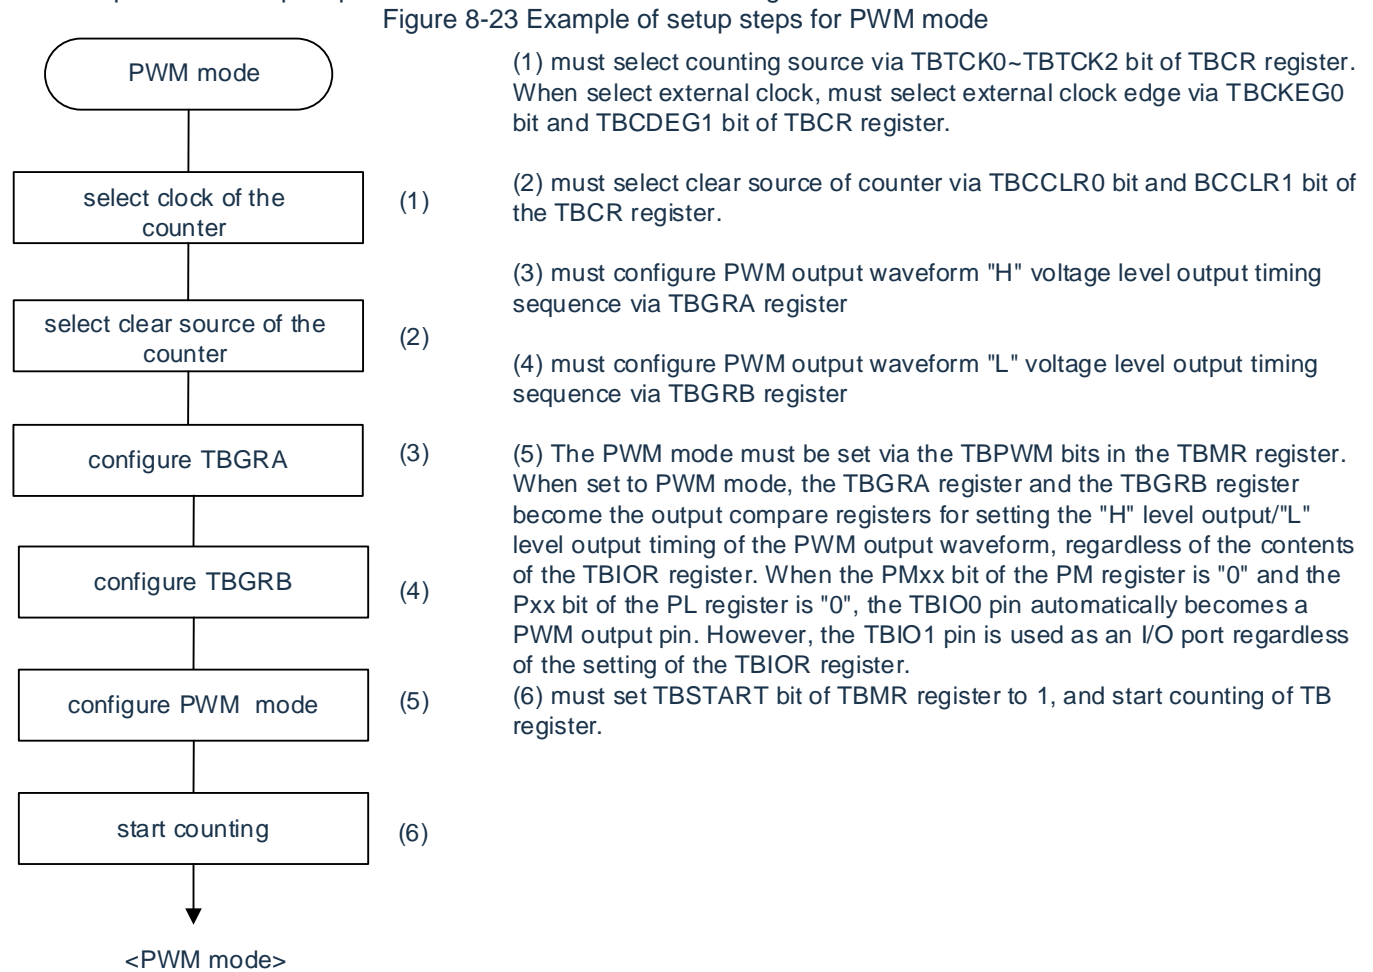 Figure 8-23 Example of setup steps for PWM mode
PWM mode
select clock of the
counter
(1)
select clear source of the
counter
(2)
configure TBGRA
(3)
configure TBGRB
(4)
configure PWM mode
(5)
start counting
(6)
<PWM mode>
(1) must select counting source via TBTCK0~TBTCK2 bit of TBCR register.
When select external clock, must select external clock edge via TBCKEG0
bit and TBCDEG1 bit of TBCR register.
(2) must select clear source of counter via TBCCLR0 bit and BCCLR1 bit of
the TBCR register.
(3) must configure PWM output waveform "H" voltage level output timing
sequence via TBGRA register
(4) must configure PWM output waveform "L" voltage level output timing
sequence via TBGRB register
(5) The PWM mode must be set via the TBPWM bits in the TBMR register.
When set to PWM mode, the TBGRA register and the TBGRB register
become the output compare registers for setting the "H" level output/"L"
level output timing of the PWM output waveform, regardless of the contents
of the TBIOR register. When the PMxx bit of the PM register is "0" and the
Pxx bit of the PL register is "0", the TBIO0 pin automatically becomes a
PWM output pin. However, the TBIO1 pin is used as an I/O port regardless
of the setting of the TBIOR register.
(6) must set TBSTART bit of TBMR register to 1, and start counting of TB
register.